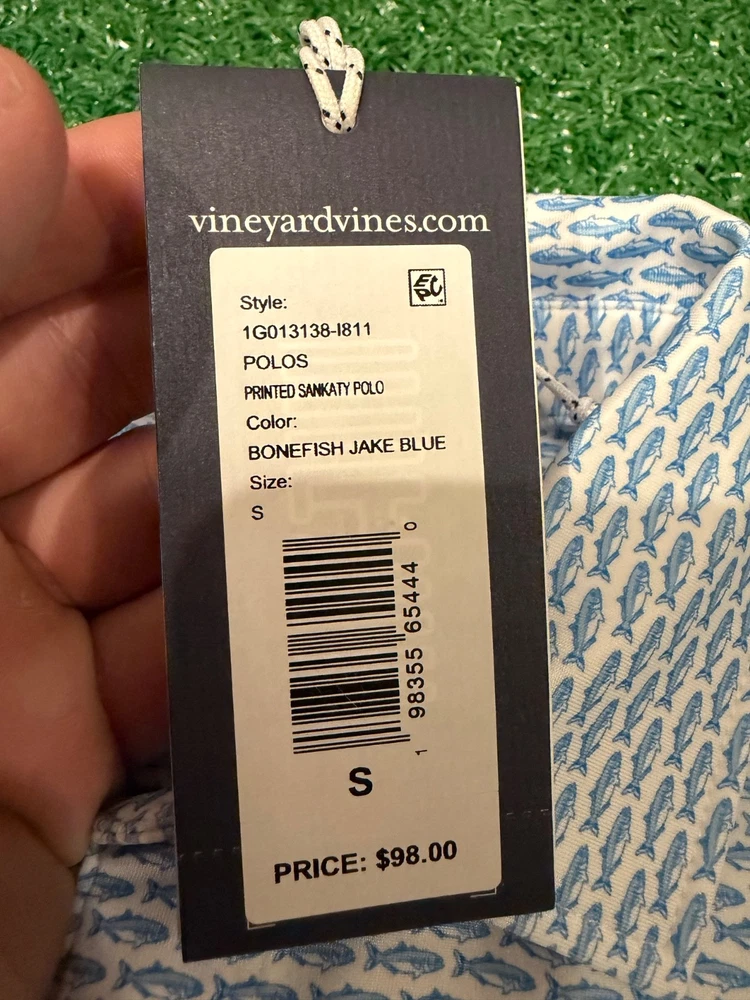 vineyardvines.com
EPC
Style:
1G013138-I811
POLOS
PRINTED SANKATY POLO
Color:
BONEFISH JAKE BLUE
Size:
S
1 98355 65444 0
S
PRICE: $98.00